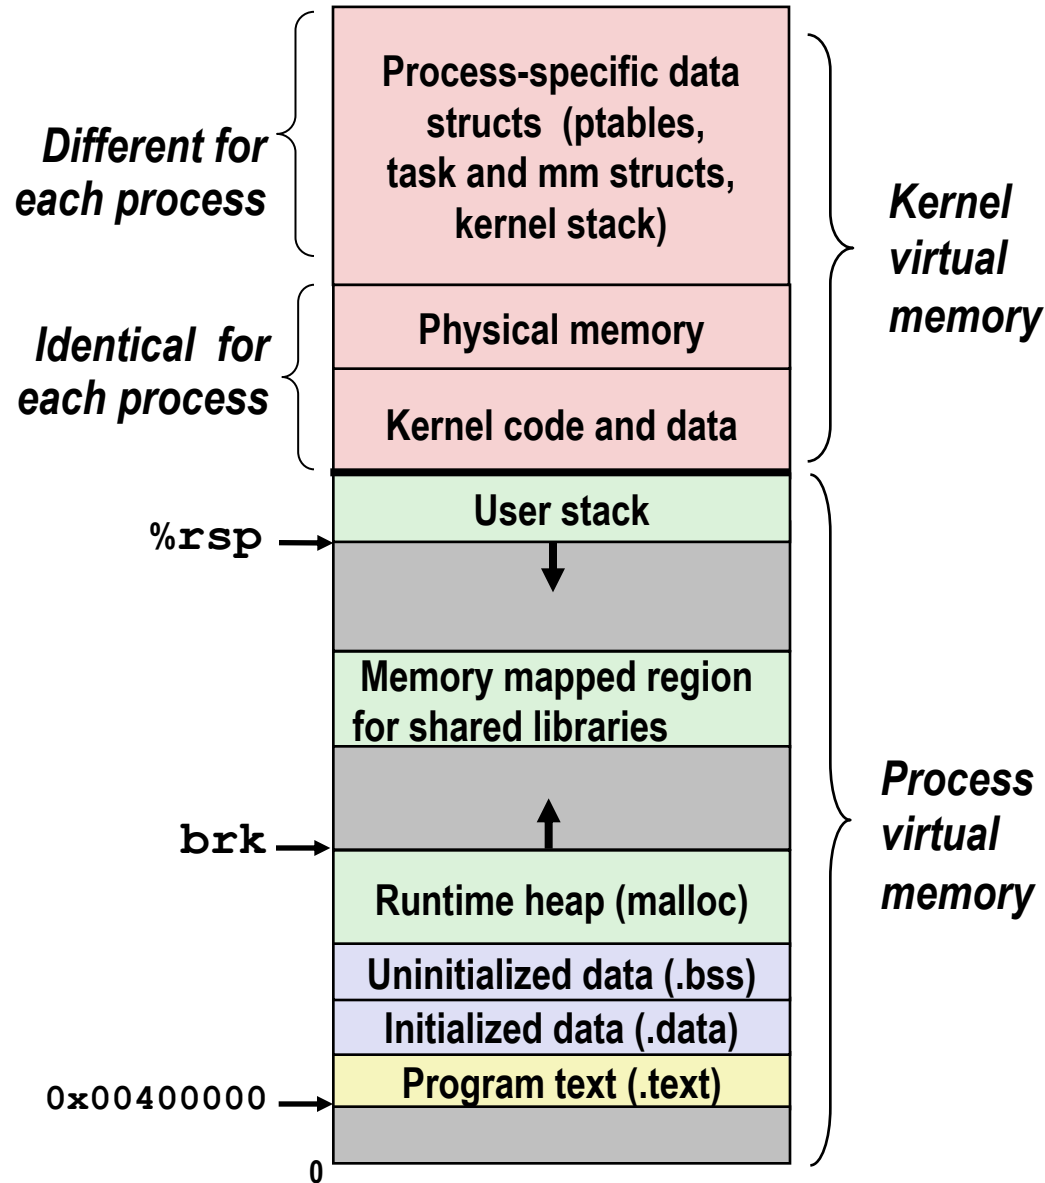 Process-specific data
structs (ptables,
task and mm structs,
kernel stack)
Different for
each process
Kernel
virtual
memory
Physical memory
Identical for
each process
Kernel code and data
User stack
%rsp
Memory mapped region
for shared libraries
Process
virtual
memory
brk
Runtime heap (malloc)
Uninitialized data (.bss)
Initialized data (.data)
Program text (.text)
0x00400000
0